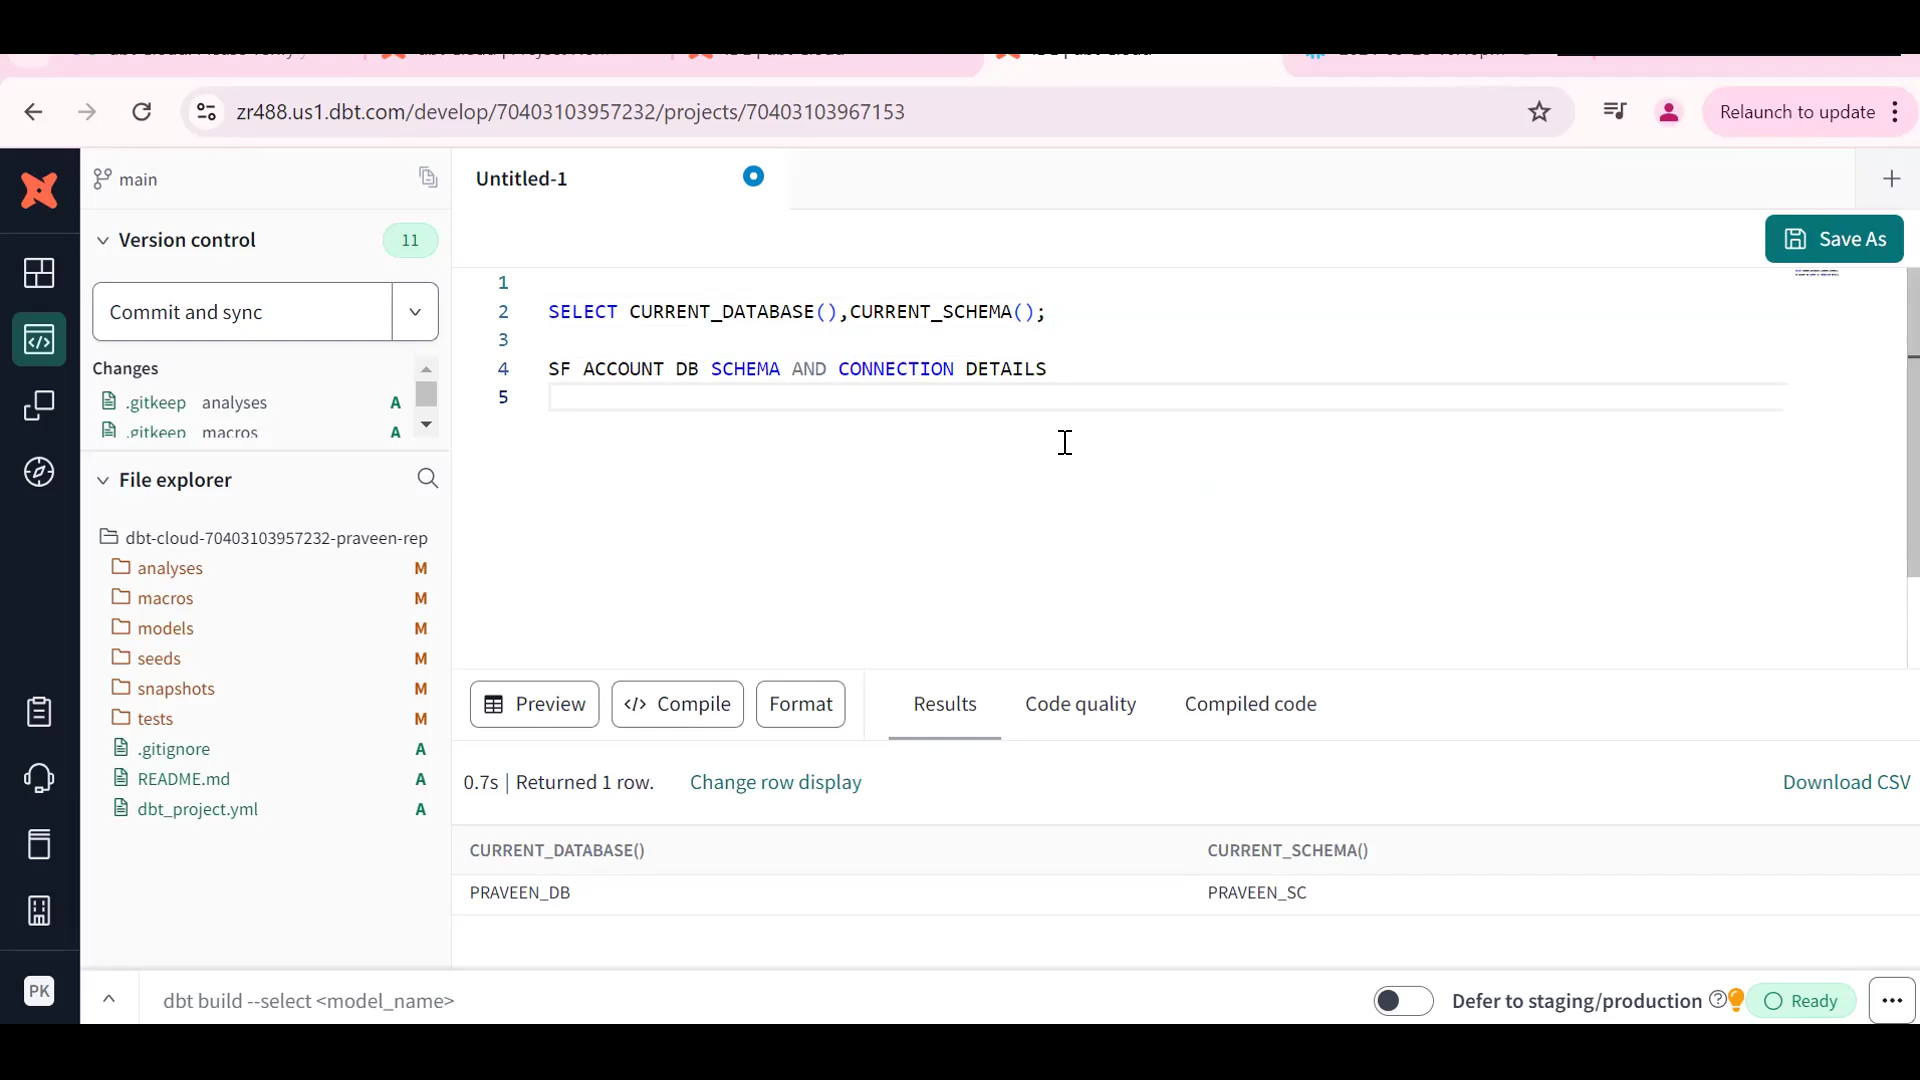 zr488.us1.dbt.com/develop/70403103957232/projects/70403103967153
Relaunch to update
main
Untitled-1
Version control
11
Save As
Commit and sync
1
2 SELECT CURRENT_DATABASE(),CURRENT_SCHEMA();
3
4 SF ACCOUNT DB SCHEMA AND CONNECTION DETAILS
5
Changes
.gitkeep analyses A
.gitkeep macros A
File explorer
dbt-cloud-70403103957232-praveen-rep
analyses M
macros M
models M
seeds M
snapshots M
tests M
.gitignore A
README.md A
dbt_project.yml A
Preview
</> Compile
Format
Results
Code quality
Compiled code
0.7s | Returned 1 row.
Change row display
Download CSV
CURRENT_DATABASE() CURRENT_SCHEMA()
PRAVEEN_DB PRAVEEN_SC
PK
dbt build --select <model_name>
Defer to staging/production
Ready